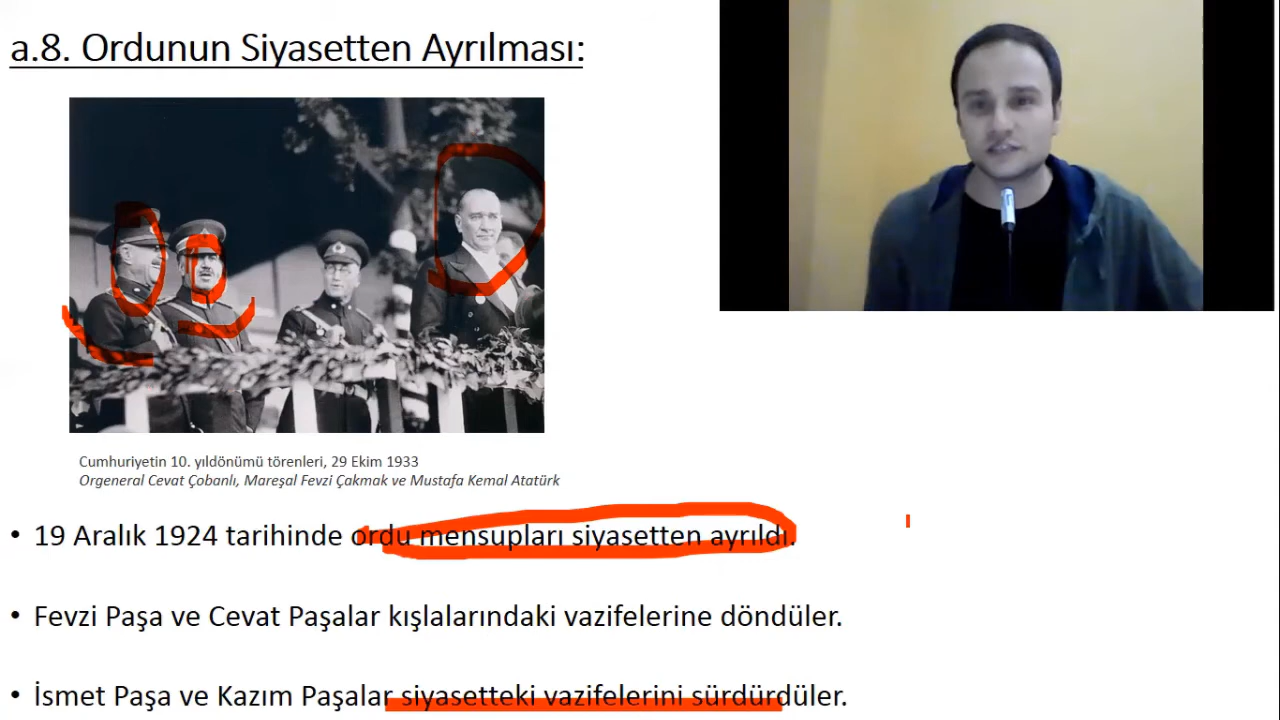 a.8. Ordunun Siyasetten Ayrılması:
Cumhuriyetin 10. yıldönümü törenleri, 29 Ekim 1933
Orgeneral Cevat Çobanlı, Mareşal Fevzi Çakmak ve Mustafa Kemal Atatürk
• 19 Aralık 1924 tarihinde ordu mensupları siyasetten ayrıldı.
• Fevzi Paşa ve Cevat Paşalar kışlalarındaki vazifelerine döndüler.
• İsmet Paşa ve Kazım Paşalar siyasetteki vazifelerini sürdürdüler.